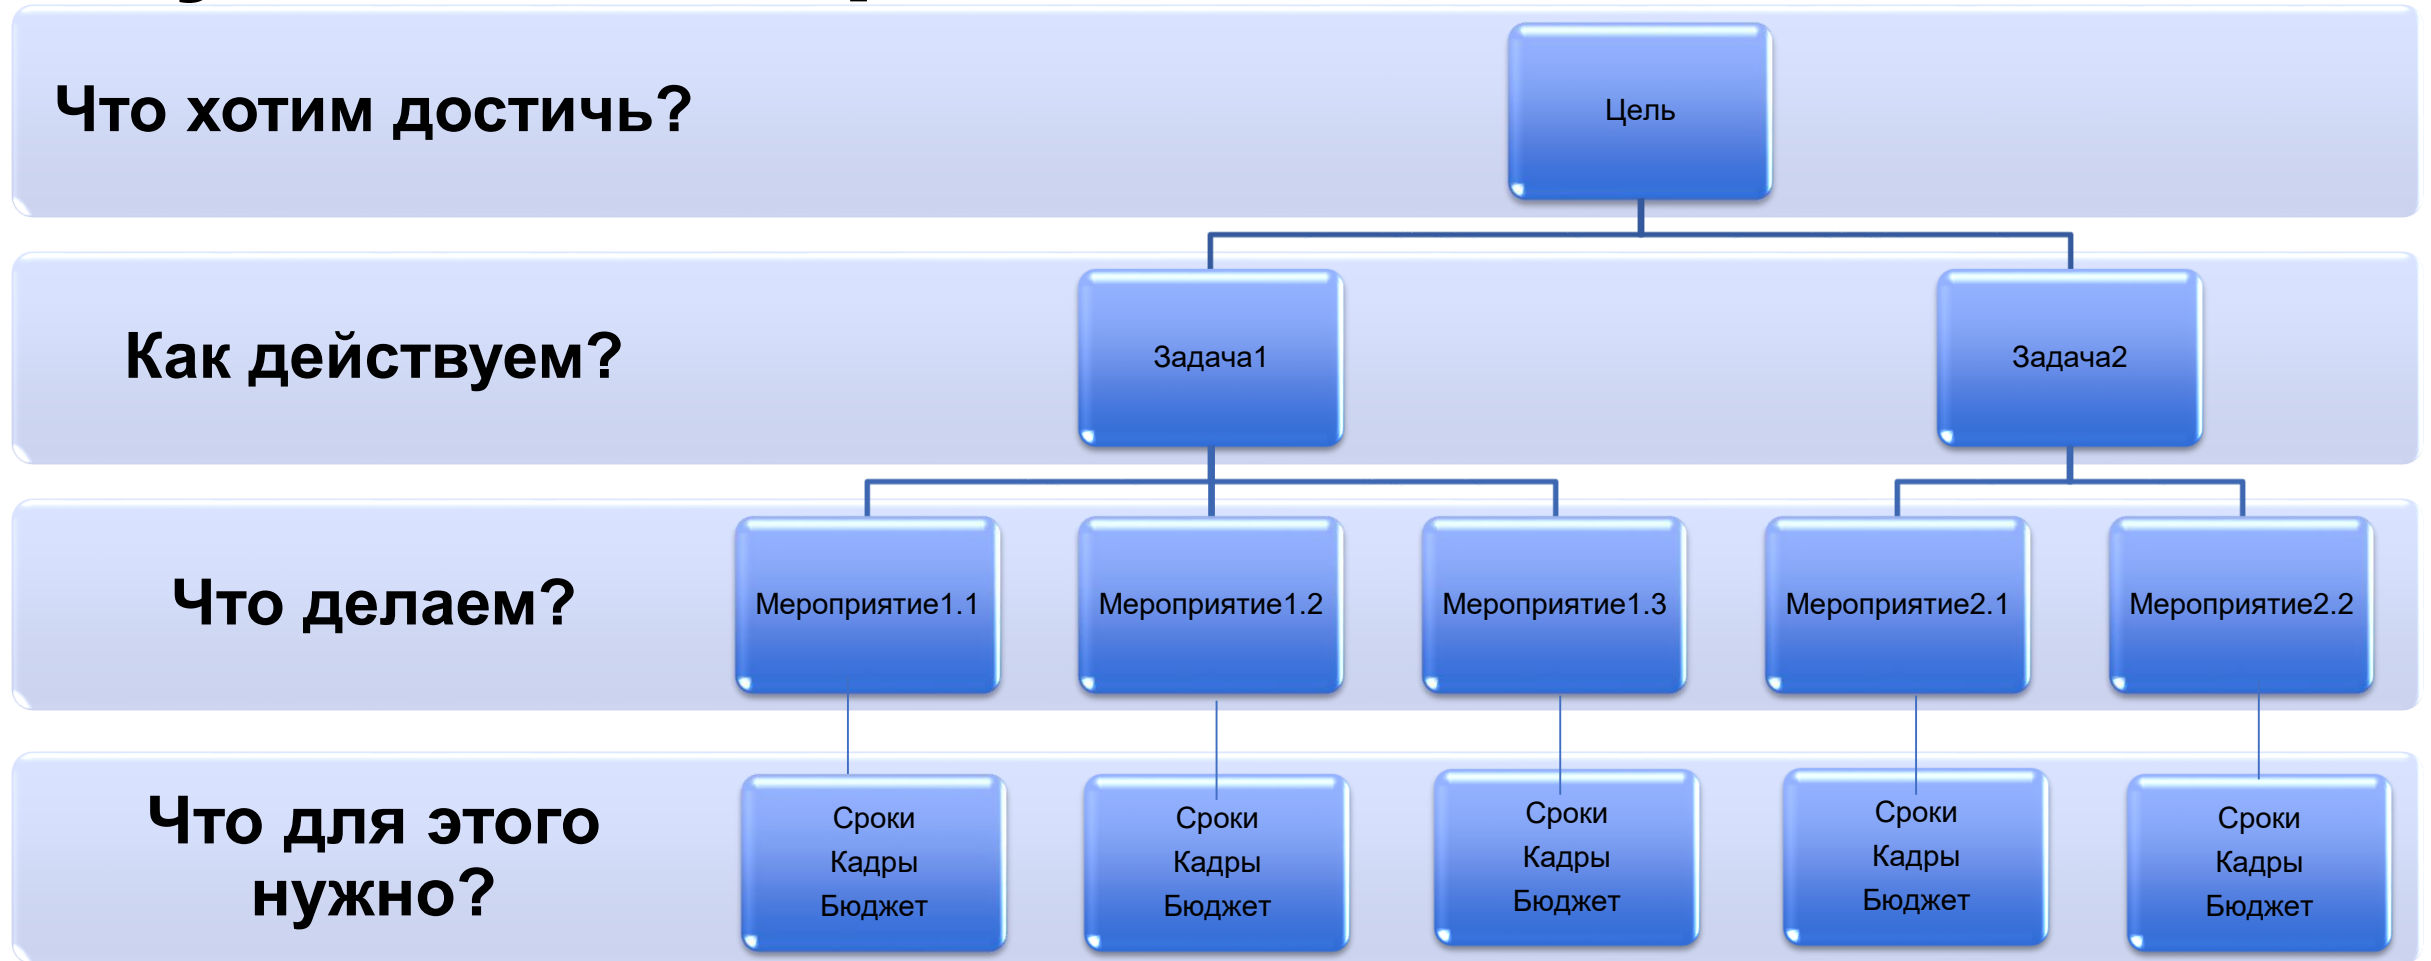 Что хотим достичь?
Цель
Как действуем?
Задача1
Задача2
Что делаем?
Мероприятие1.1
Мероприятие1.2
Мероприятие1.3
Мероприятие2.1
Мероприятие2.2
Что для этого
нужно?
Сроки
Кадры
Бюджет
Сроки
Кадры
Бюджет
Сроки
Кадры
Бюджет
Сроки
Кадры
Бюджет
Сроки
Кадры
Бюджет